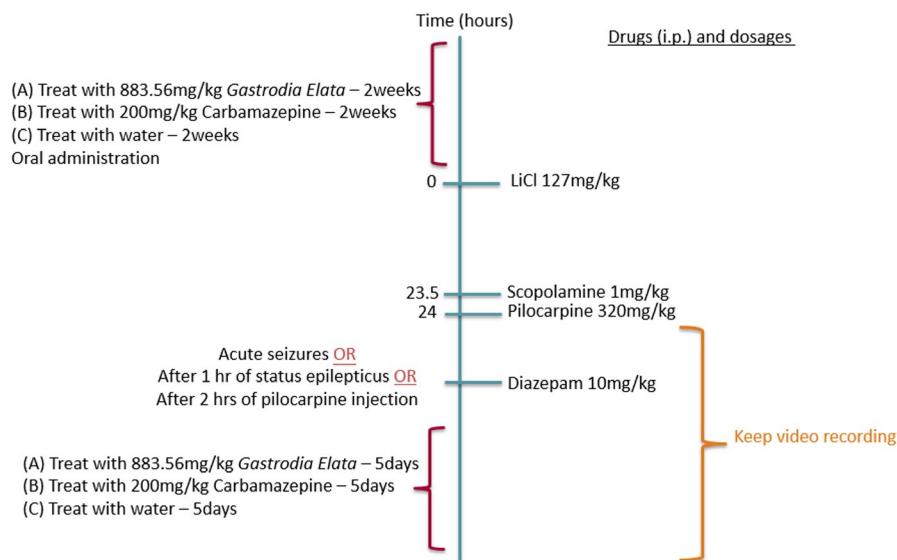 Time (hours)
Drugs (i.p.) and dosages
(A) Treat with 883.56mg/kg Gastrodia Elata – 2weeks
(B) Treat with 200mg/kg Carbamazepine – 2weeks
(C) Treat with water – 2weeks
Oral administration
0
LiCl 127mg/kg
23.5
Scopolamine 1mg/kg
24
Pilocarpine 320mg/kg
Acute seizures OR
After 1 hr of status epilepticus OR
After 2 hrs of pilocarpine injection
Diazepam 10mg/kg
Keep video recording
(A) Treat with 883.56mg/kg Gastrodia Elata – 5days
(B) Treat with 200mg/kg Carbamazepine – 5days
(C) Treat with water – 5days